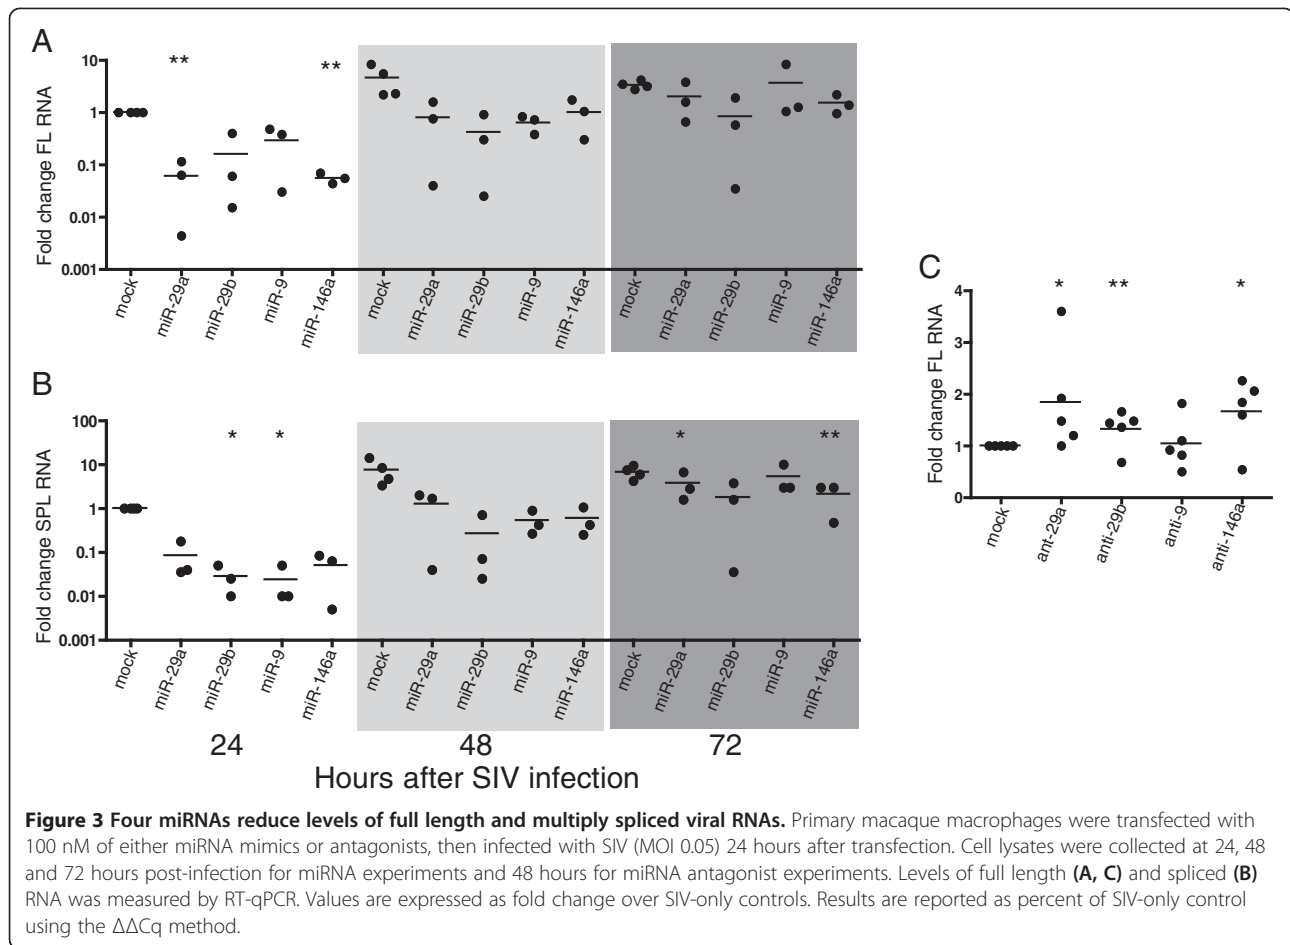 A
Fold change FL RNA
10
1
0.1
0.01
0.001
** **
mock miR-29a miR-29b miR-9 miR-146a mock miR-29a miR-29b miR-9 miR-146a mock miR-29a miR-29b miR-9 miR-146a
B
Fold change SPL RNA
100
10
1
0.1
0.01
0.001
* * * **
mock miR-29a miR-29b miR-9 miR-146a mock miR-29a miR-29b miR-9 miR-146a mock miR-29a miR-29b miR-9 miR-146a
24 48 72
Hours after SIV infection
C
Fold change FL RNA
4
3
2
1
0
* ** *
mock ant-29a anti-29b anti-9 anti-146a
Figure 3 Four miRNAs reduce levels of full length and multiply spliced viral RNAs. Primary macaque macrophages were transfected with
100 nM of either miRNA mimics or antagonists, then infected with SIV (MOI 0.05) 24 hours after transfection. Cell lysates were collected at 24, 48
and 72 hours post-infection for miRNA experiments and 48 hours for miRNA antagonist experiments. Levels of full length (A, C) and spliced (B)
RNA was measured by RT-qPCR. Values are expressed as fold change over SIV-only controls. Results are reported as percent of SIV-only control
using the ΔΔCq method.